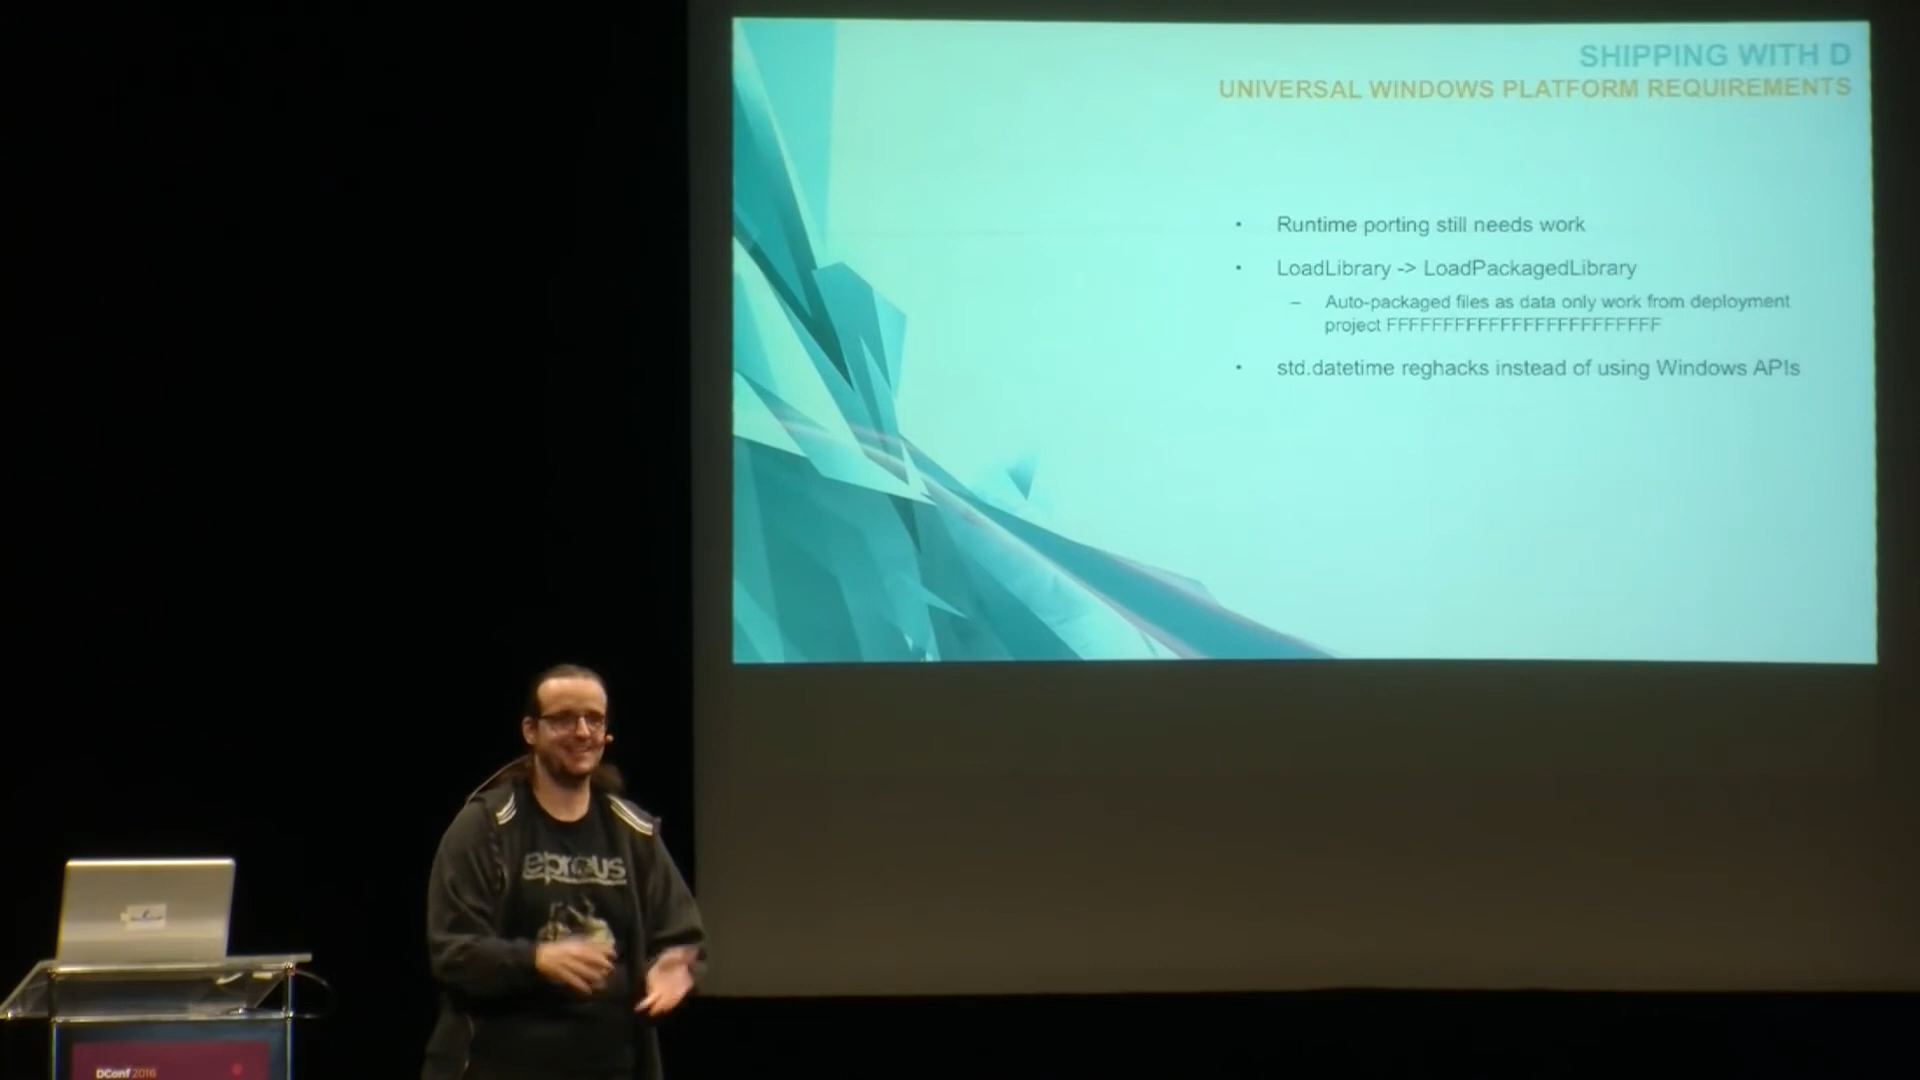 SHIPPING WITH D
UNIVERSAL WINDOWS PLATFORM REQUIREMENTS
• Runtime porting still needs work
• LoadLibrary -> LoadPackagedLibrary
– Auto-packaged files as data only work from deployment
project FFFFFFFFFFFFFFFFFFFFFFFF
• std.datetime reghacks instead of using Windows APIs
eprous
DConf 2016